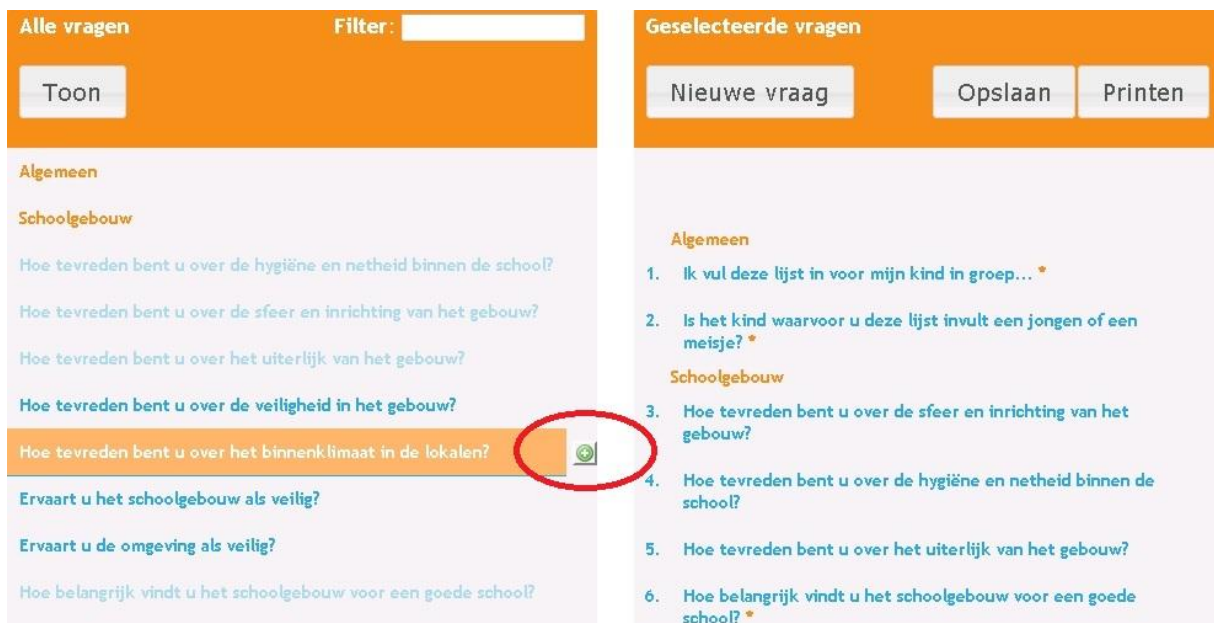 Alle vragen
Filter:
Toon
Algemeen
Schoolgebouw
Hoe tevreden bent u over de hygiëne en netheid binnen de school?
Hoe tevreden bent u over de sfeer en inrichting van het gebouw?
Hoe tevreden bent u over het uiterlijk van het gebouw?
Hoe tevreden bent u over de veiligheid in het gebouw?
Hoe tevreden bent u over het binnenklimaat in de lokalen?
Ervaart u het schoolgebouw als veilig?
Ervaart u de omgeving als veilig?
Hoe belangrijk vindt u het schoolgebouw voor een goede school?
Geselecteerde vragen
Nieuwe vraag
Opslaan
Printen
Algemeen
1. Ik vul deze lijst in voor mijn kind in groep... *
2. Is het kind waarvoor u deze lijst invult een jongen of een
meisje? *
Schoolgebouw
3. Hoe tevreden bent u over de sfeer en inrichting van het
gebouw?
4. Hoe tevreden bent u over de hygiëne en netheid binnen de
school?
5. Hoe tevreden bent u over het uiterlijk van het gebouw?
6. Hoe belangrijk vindt u het schoolgebouw voor een goede
school? *